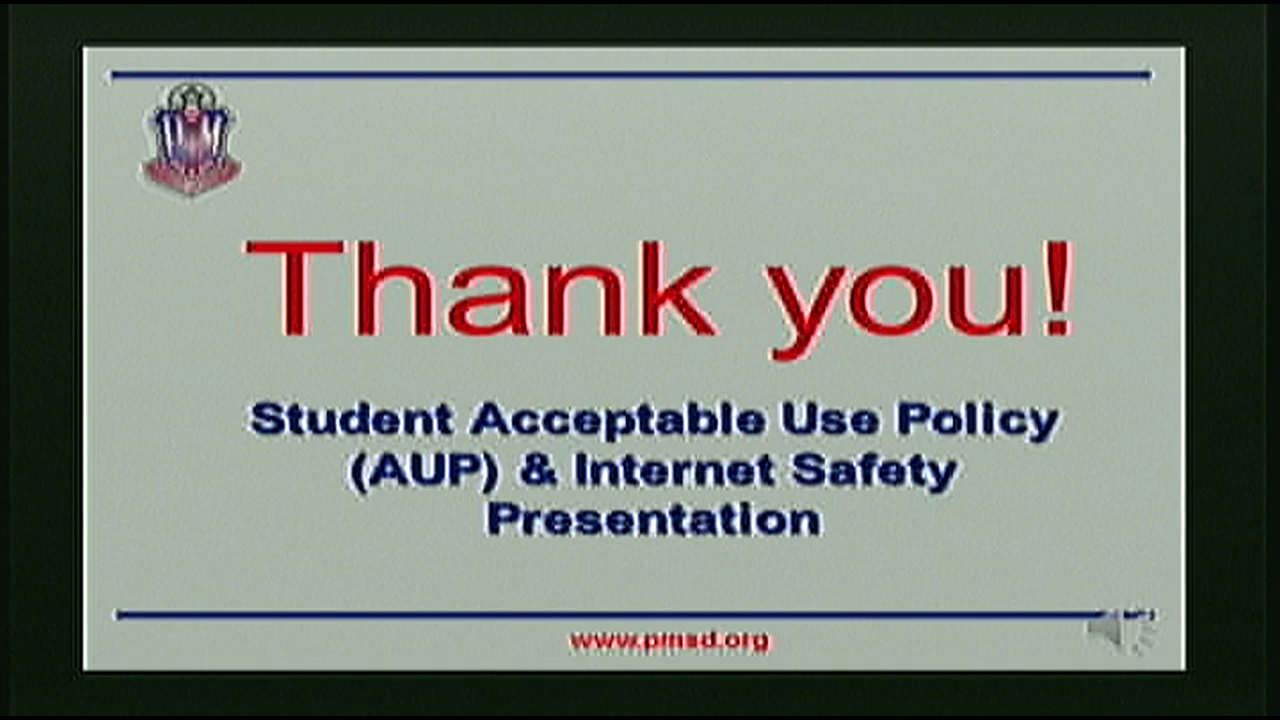 Thank you!
Student Acceptable Use Policy
(AUP) & Internet Safety
Presentation
www.pmsd.org